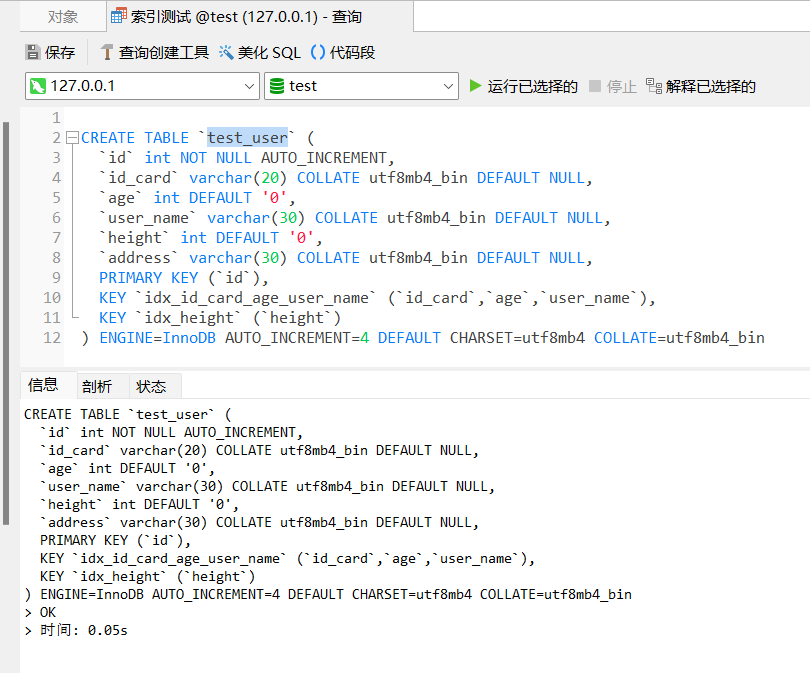 对象
索引测试 @test (127.0.0.1) - 查询
保存 查询创建工具 美化 SQL () 代码段
127.0.0.1 test 运行已选择的 停止 解释已选择的
1
2 CREATE TABLE `test_user` (
3 `id` int NOT NULL AUTO_INCREMENT,
4 `id_card` varchar(20) COLLATE utf8mb4_bin DEFAULT NULL,
5 `age` int DEFAULT '0',
6 `user_name` varchar(30) COLLATE utf8mb4_bin DEFAULT NULL,
7 `height` int DEFAULT '0',
8 `address` varchar(30) COLLATE utf8mb4_bin DEFAULT NULL,
9 PRIMARY KEY (`id`),
10 KEY `idx_id_card_age_user_name` (`id_card`,`age`,`user_name`),
11 KEY `idx_height` (`height`)
12 ) ENGINE=InnoDB AUTO_INCREMENT=4 DEFAULT CHARSET=utf8mb4 COLLATE=utf8mb4_bin
信息 剖析 状态
CREATE TABLE `test_user` (
`id` int NOT NULL AUTO_INCREMENT,
`id_card` varchar(20) COLLATE utf8mb4_bin DEFAULT NULL,
`age` int DEFAULT '0',
`user_name` varchar(30) COLLATE utf8mb4_bin DEFAULT NULL,
`height` int DEFAULT '0',
`address` varchar(30) COLLATE utf8mb4_bin DEFAULT NULL,
PRIMARY KEY (`id`),
KEY `idx_id_card_age_user_name` (`id_card`,`age`,`user_name`),
KEY `idx_height` (`height`)
) ENGINE=InnoDB AUTO_INCREMENT=4 DEFAULT CHARSET=utf8mb4 COLLATE=utf8mb4_bin
> OK
> 时间: 0.05s